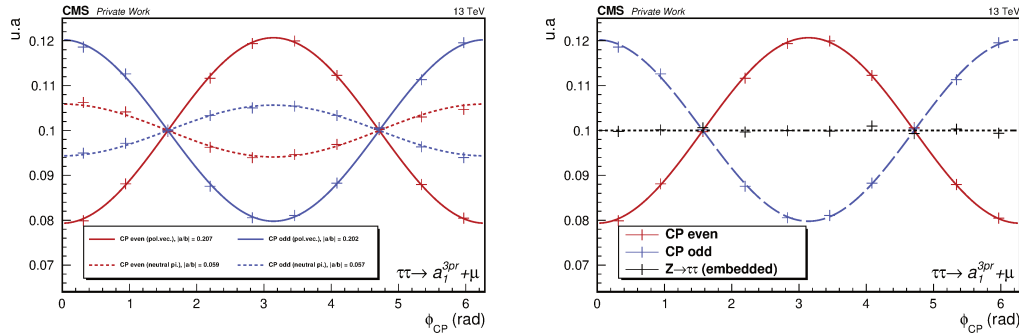 CMS Private Work 13 TeV
u.a
0.12
0.11
0.1
0.09
0.08
0.07
CP even (pol.vec.), |a/b| = 0.207 CP odd (pol.vec.), |a/b| = 0.202
CP even (neutral pi.), |a/b| = 0.059 CP odd (neutral pi.), |a/b| = 0.057
ττ→ a₁³ᵖʳ+μ
0 1 2 3 4 5 6
ϕCP (rad)
CMS Private Work 13 TeV
u.a
0.12
0.11
0.1
0.09
0.08
0.07
CP even
CP odd
Z→ττ (embedded)
ττ→ a₁³ᵖʳ+μ
0 1 2 3 4 5 6
ϕCP (rad)